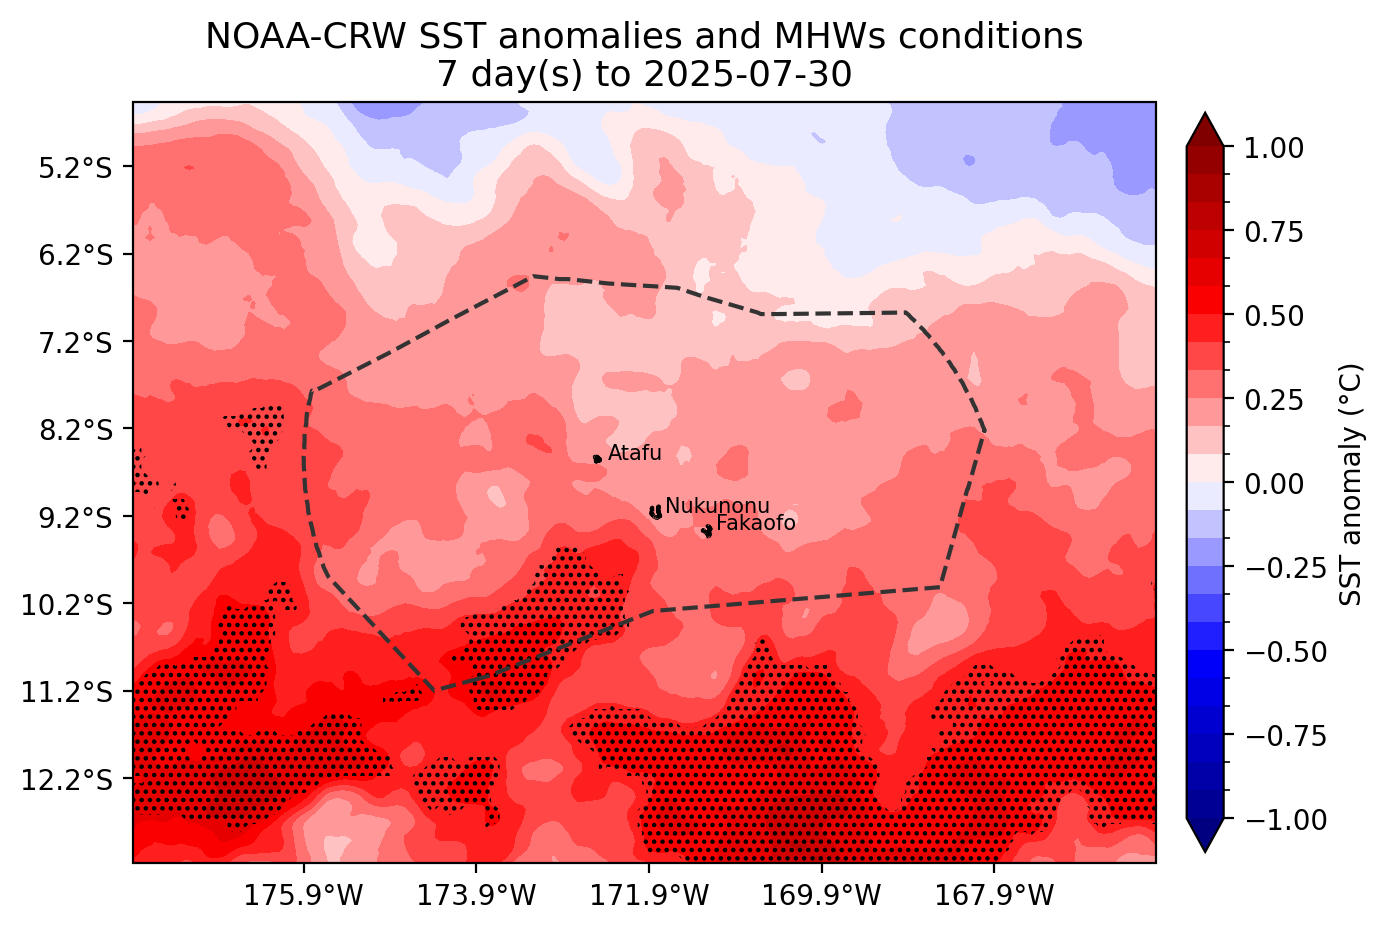 NOAA-CRW SST anomalies and MHWs conditions
7 day(s) to 2025-07-30
5.2°S
6.2°S
7.2°S
8.2°S
9.2°S
10.2°S
11.2°S
12.2°S
175.9°W
173.9°W
171.9°W
169.9°W
167.9°W
Atafu
Nukunonu
Fakaofo
1.00
0.75
0.50
0.25
0.00
−0.25
−0.50
−0.75
−1.00
SST anomaly (°C)